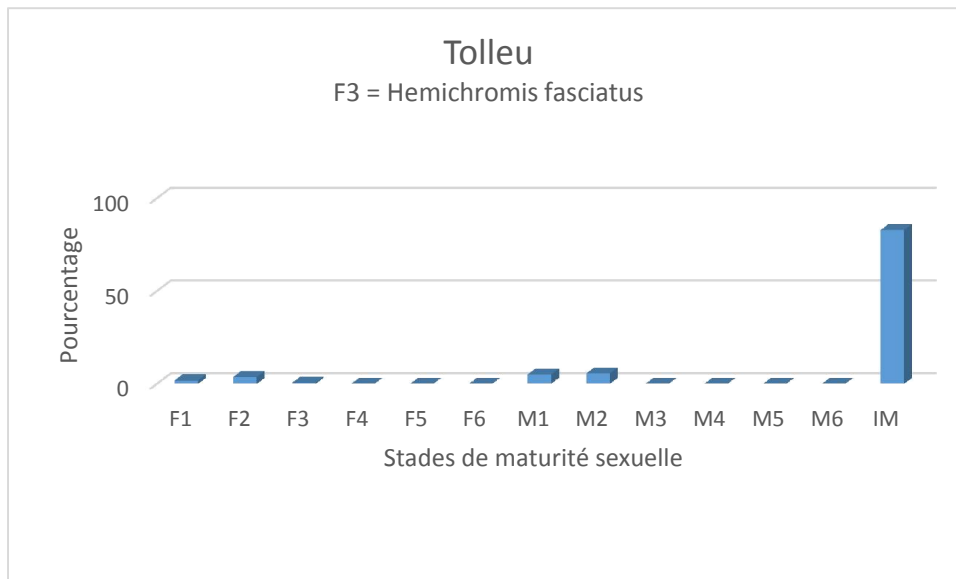 Tolleu
F3 = Hemichromis fasciatus
Pourcentage
100
50
0
F1 F2 F3 F4 F5 F6 M1 M2 M3 M4 M5 M6 IM
Stades de maturité sexuelle